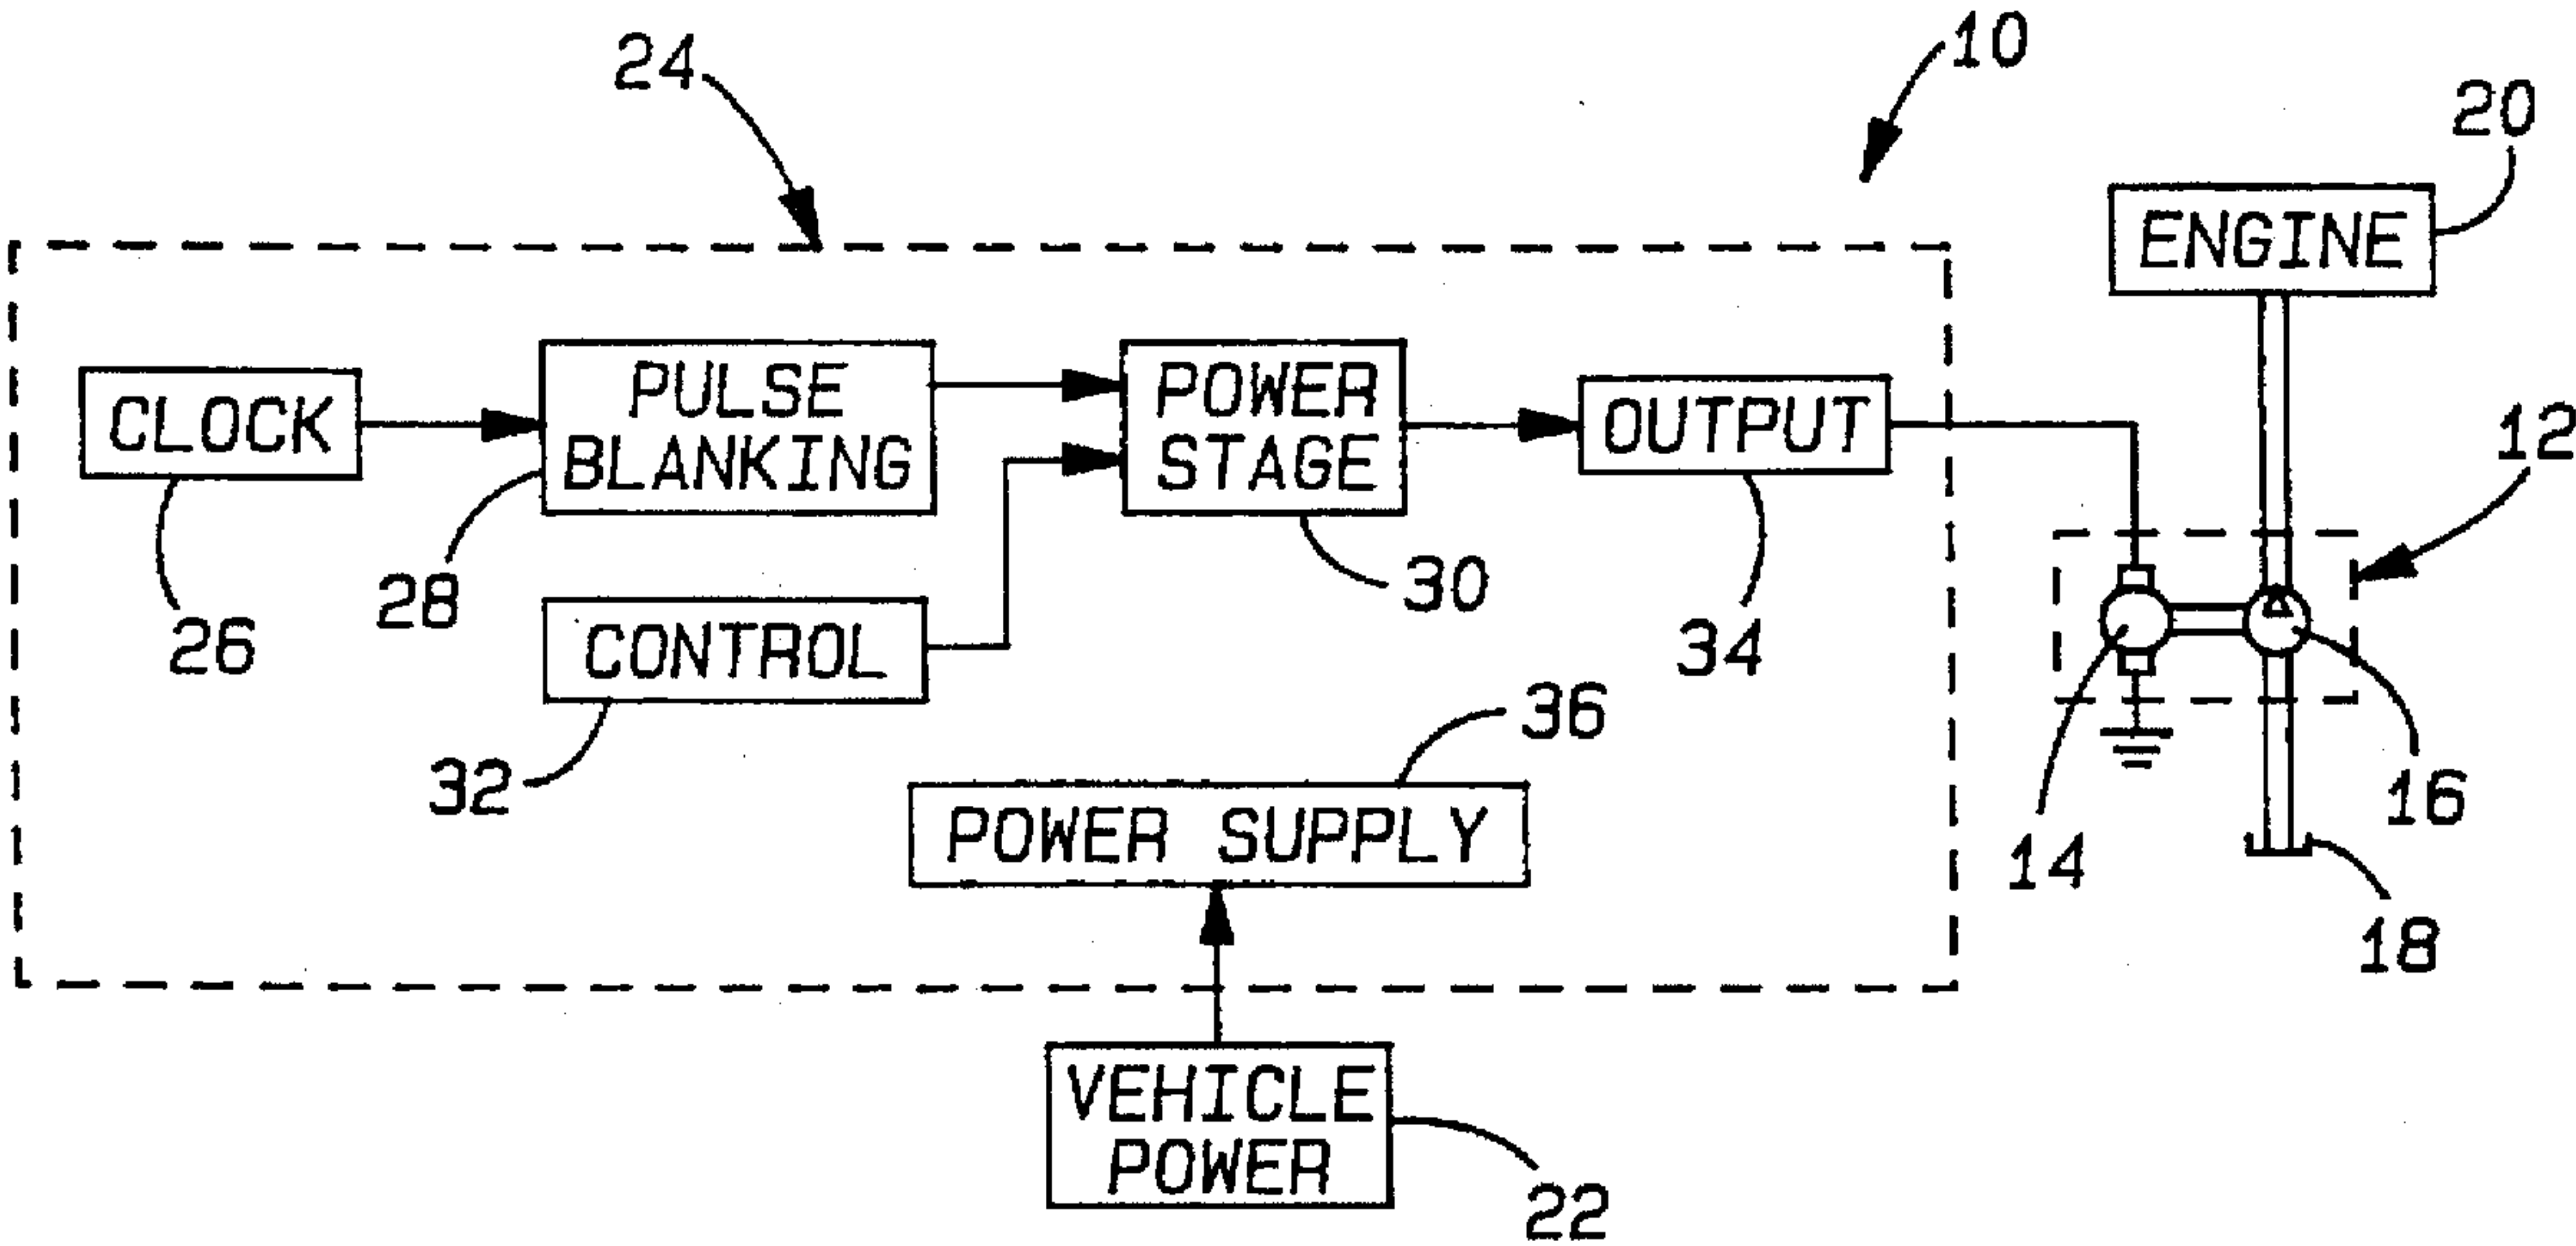 24
10
20
ENGINE
CLOCK
PULSE
BLANKING
POWER
STAGE
OUTPUT
12
26
28
30
34
CONTROL
32
36
POWER SUPPLY
14
16
18
VEHICLE
POWER
22